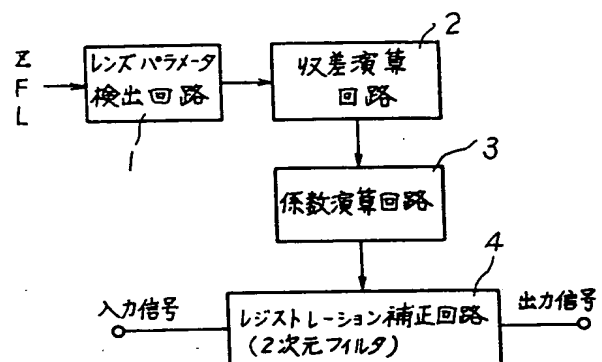 Z
F
L
レンズパラメータ
検出回路
1
収差演算
回路
2
係数演算回路
3
入力信号
レジストレーション補正回路
(2次元フィルタ)
4
出力信号